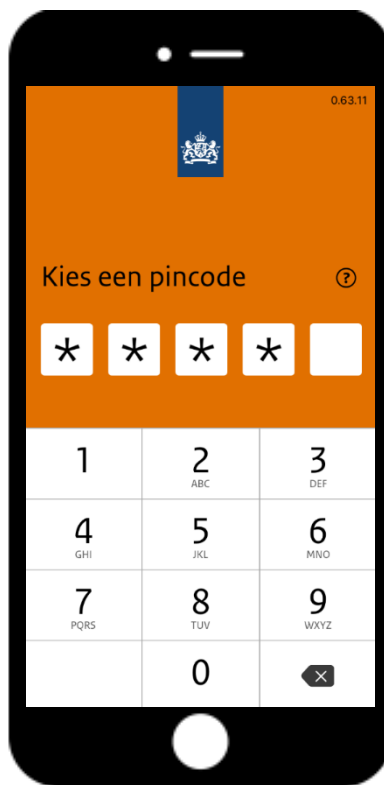 0.63.11
Kies een pincode ?
* * * *
1 2 3
ABC DEF
4 5 6
GHI JKL MNO
7 8 9
PQRS TUV WXYZ
0